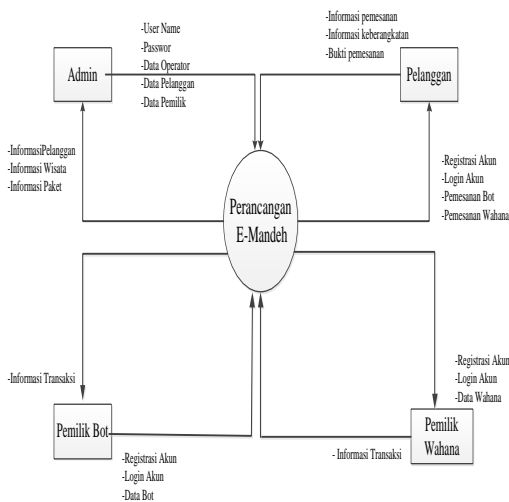 -User Name
-Passwor
-Data Operator
-Data Pelanggan
-Data Pemilik
Admin
-Informasi pemesanan
-Informasi keberangkatan
-Bukti pemesanan
Pelanggan
-InformasiPelanggan
-Informasi Wisata
-Informasi Paket
-Registrasi Akun
-Login Akun
-Pemesanan Bot
-Pemesanan Wahana
Perancangan
E-Mandeh
-Informasi Transaksi
Pemilik Bot
-Registrasi Akun
-Login Akun
-Data Bot
-Registrasi Akun
-Login Akun
-Data Wahana
Pemilik
Wahana
- Informasi Transaksi